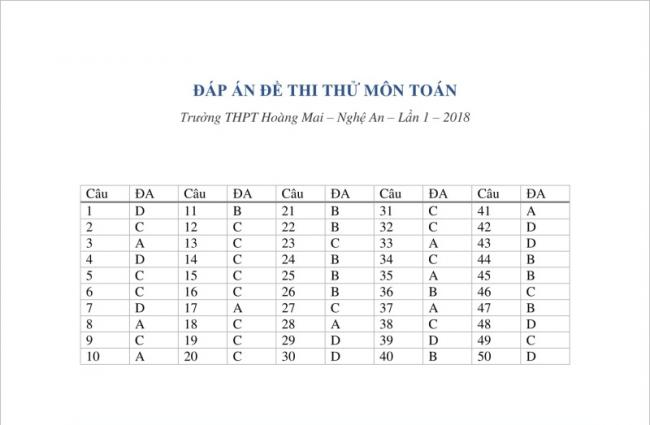 ĐÁP ÁN ĐỀ THI THỬ MÔN TOÁN
Trường THPT Hoàng Mai – Nghệ An – Lần 1 – 2018
Câu ĐA Câu ĐA Câu ĐA Câu ĐA Câu ĐA
1 D 11 B 21 B 31 C 41 A
2 C 12 C 22 B 32 C 42 D
3 A 13 C 23 C 33 A 43 D
4 D 14 C 24 B 34 C 44 B
5 C 15 C 25 B 35 A 45 B
6 C 16 C 26 B 36 B 46 C
7 D 17 A 27 C 37 A 47 B
8 A 18 C 28 A 38 C 48 D
9 C 19 C 29 D 39 D 49 C
10 A 20 C 30 D 40 B 50 D